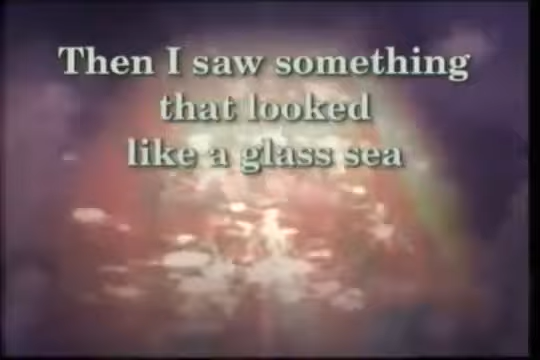 Then I saw something
that looked
like a glass sea